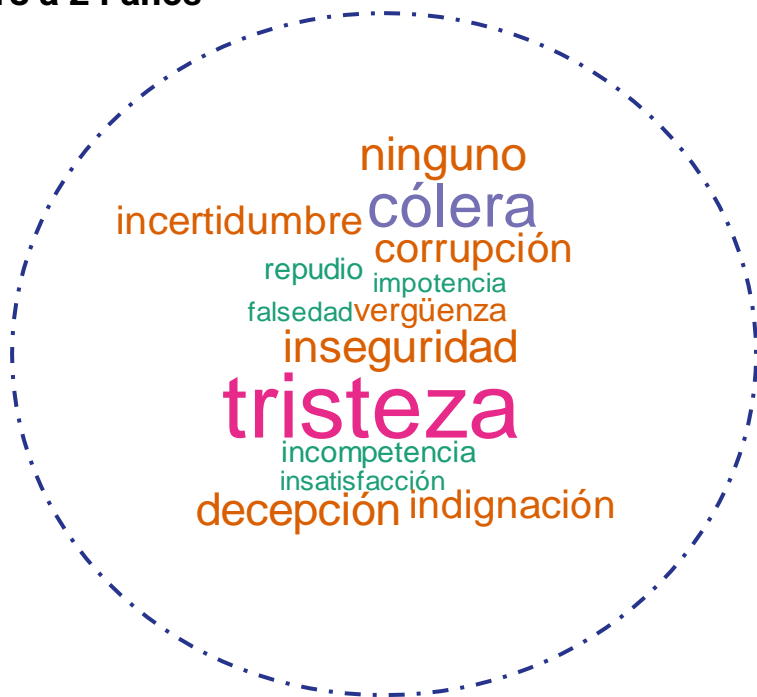 ninguno
cólera
incertidumbre
corrupción
repudio
impotencia
falsedad
vergüenza
inseguridad
tristeza
incompetencia
insatisfacción
decepción
indignación